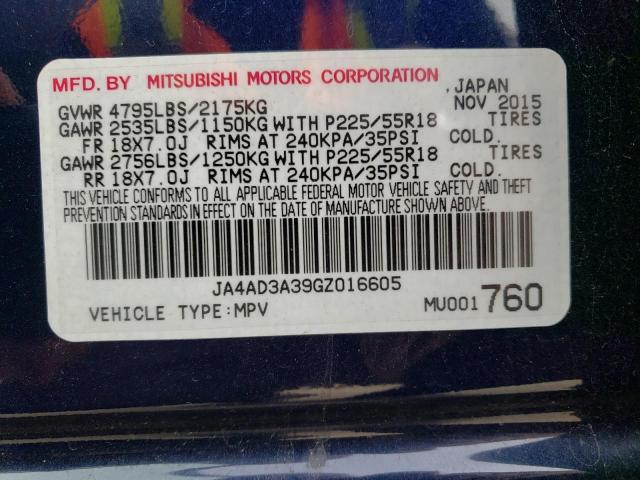 MFD. BY MITSUBISHI MOTORS CORPORATION , JAPAN
GVWR 4795LBS/2175KG NOV 2015
GAWR 2535LBS/1150KG WITH P225/55R18 TIRES
FR 18X7.0J RIMS AT 240KPA/35PSI COLD.
GAWR 2756LBS/1250KG WITH P225/55R18 TIRES
RR 18X7.0J RIMS AT 240KPA/35PSI COLD.
THIS VEHICLE CONFORMS TO ALL APPLICABLE FEDERAL MOTOR VEHICLE SAFETY AND THEFT
PREVENTION STANDARDS IN EFFECT ON THE DATE OF MANUFACTURE SHOWN ABOVE.
JA4AD3A39GZ016605
VEHICLE TYPE:MPV MU001760